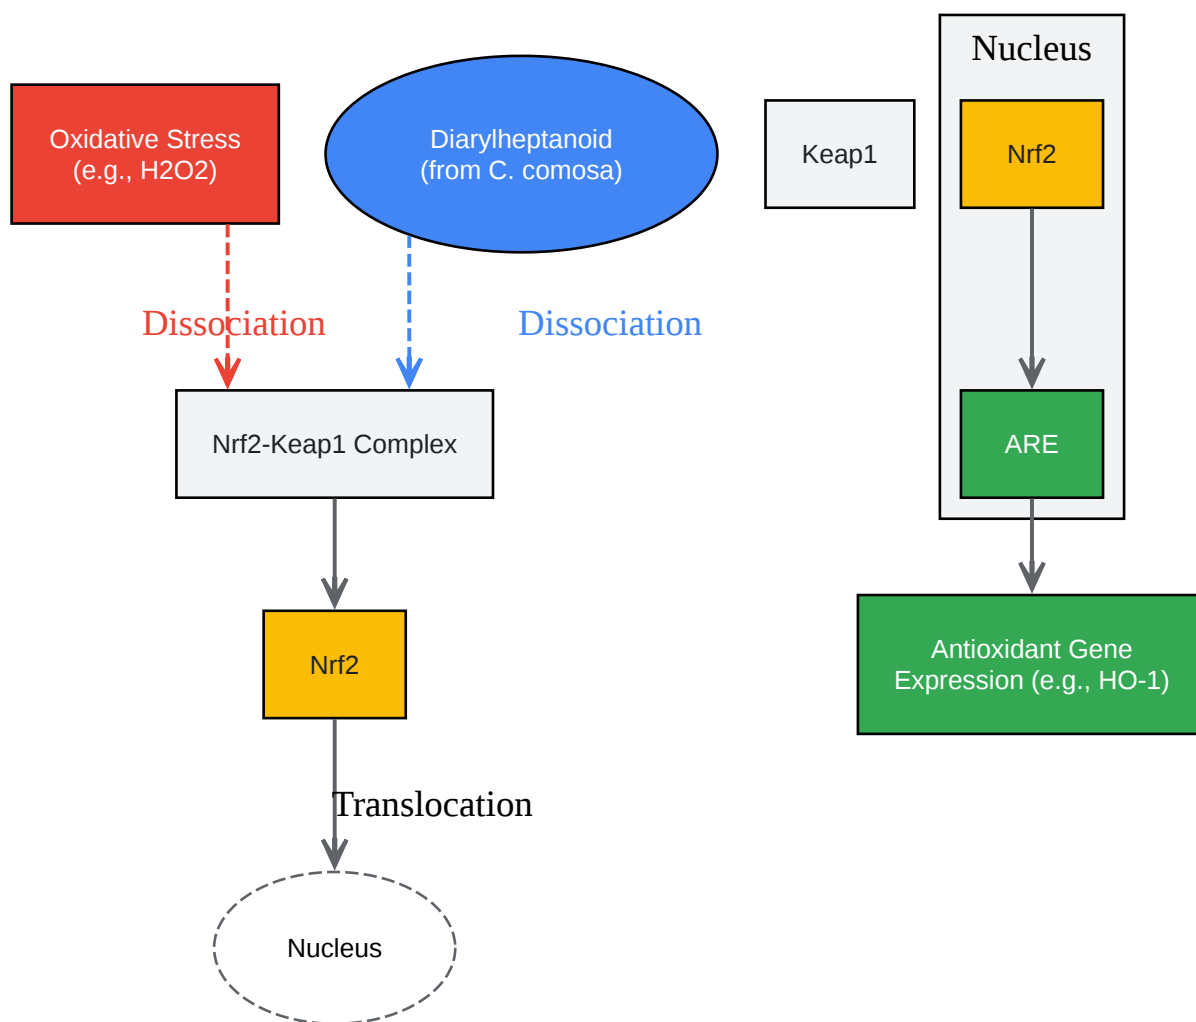 Nucleus
Oxidative Stress
(e.g., H2O2)
Diarylheptanoid
(from C. comosa)
Keap1
Nrf2
Dissociation
Dissociation
Nrf2-Keap1 Complex
ARE
Nrf2
Antioxidant Gene
Expression (e.g., HO-1)
Translocation
Nucleus